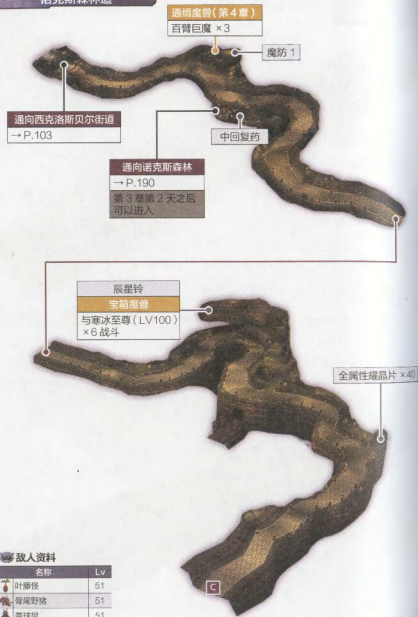 诺克斯森林道
通缉魔兽(第4章)
百臂巨魔 ×3
魔防 1
通向西克洛斯贝尔街道
→P.103
中回复药
通向诺克斯森林
→P.190
第3章第2天之后
可以进入
辰星铃
宝箱魔兽
与寒冰至尊(LV100)
×6 战斗
全属性耀晶片 ×40
C
敌人资料
名称 Lv
叶藤怪 51
骨尾野猪 51
51